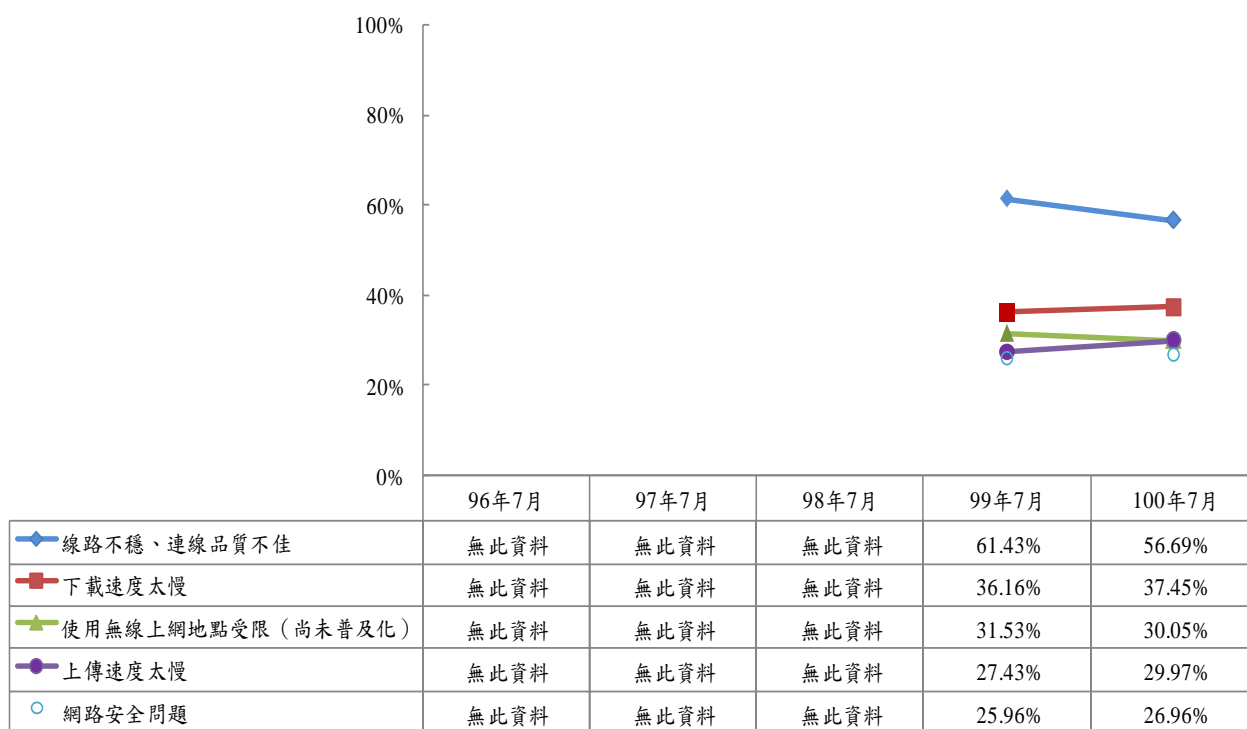 100%
80%
60%
40%
20%
0%
96年7月 97年7月 98年7月 99年7月 100年7月
線路不穩、連線品質不佳 無此資料 無此資料 無此資料 61.43% 56.69%
下載速度太慢 無此資料 無此資料 無此資料 36.16% 37.45%
使用無線上網地點受限（尚未普及化） 無此資料 無此資料 無此資料 31.53% 30.05%
上傳速度太慢 無此資料 無此資料 無此資料 27.43% 29.97%
網路安全問題 無此資料 無此資料 無此資料 25.96% 26.96%